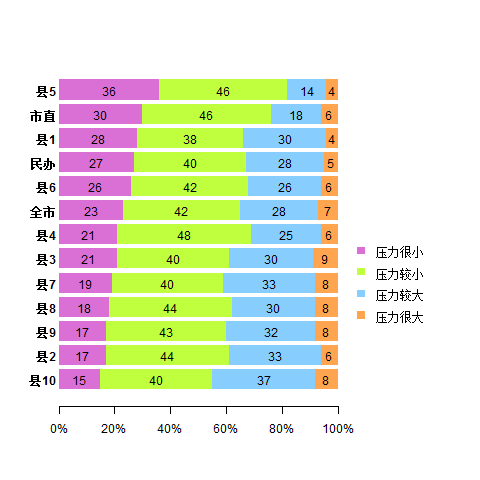 县5 36 46 14 4
市直 30 46 18 6
县1 28 38 30 4
民办 27 40 28 5
县6 26 42 26 6
全市 23 42 28 7
县4 21 48 25 6
县3 21 40 30 9
县7 19 40 33 8
县8 18 44 30 8
县9 17 43 32 8
县2 17 44 33 6
县10 15 40 37 8
0% 20% 40% 60% 80% 100%
压力很小
压力较小
压力较大
压力很大